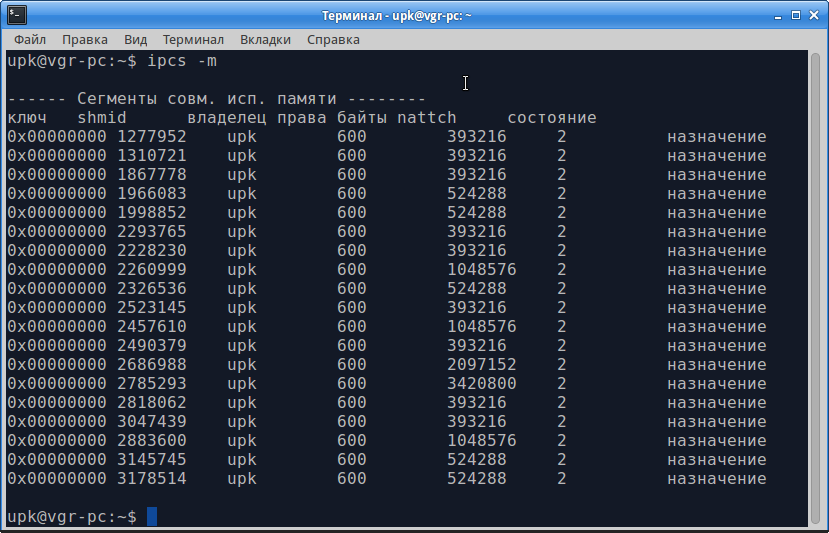 Терминал - upk@vgr-pc: ~
Файл Правка Вид Терминал Вкладки Справка
upk@vgr-pc:~$ ipcs -m
------ Сегменты совм. исп. памяти --------
ключ shmid владелец права байты nattch состояние
0x00000000 1277952 upk 600 393216 2 назначение
0x00000000 1310721 upk 600 393216 2 назначение
0x00000000 1867778 upk 600 393216 2 назначение
0x00000000 1966083 upk 600 524288 2 назначение
0x00000000 1998852 upk 600 524288 2 назначение
0x00000000 2293765 upk 600 393216 2 назначение
0x00000000 2228230 upk 600 393216 2 назначение
0x00000000 2260999 upk 600 1048576 2 назначение
0x00000000 2326536 upk 600 524288 2 назначение
0x00000000 2523145 upk 600 393216 2 назначение
0x00000000 2457610 upk 600 1048576 2 назначение
0x00000000 2490379 upk 600 393216 2 назначение
0x00000000 2686988 upk 600 2097152 2 назначение
0x00000000 2785293 upk 600 3420800 2 назначение
0x00000000 2818062 upk 600 393216 2 назначение
0x00000000 3047439 upk 600 393216 2 назначение
0x00000000 2883600 upk 600 1048576 2 назначение
0x00000000 3145745 upk 600 524288 2 назначение
0x00000000 3178514 upk 600 524288 2 назначение
upk@vgr-pc:~$